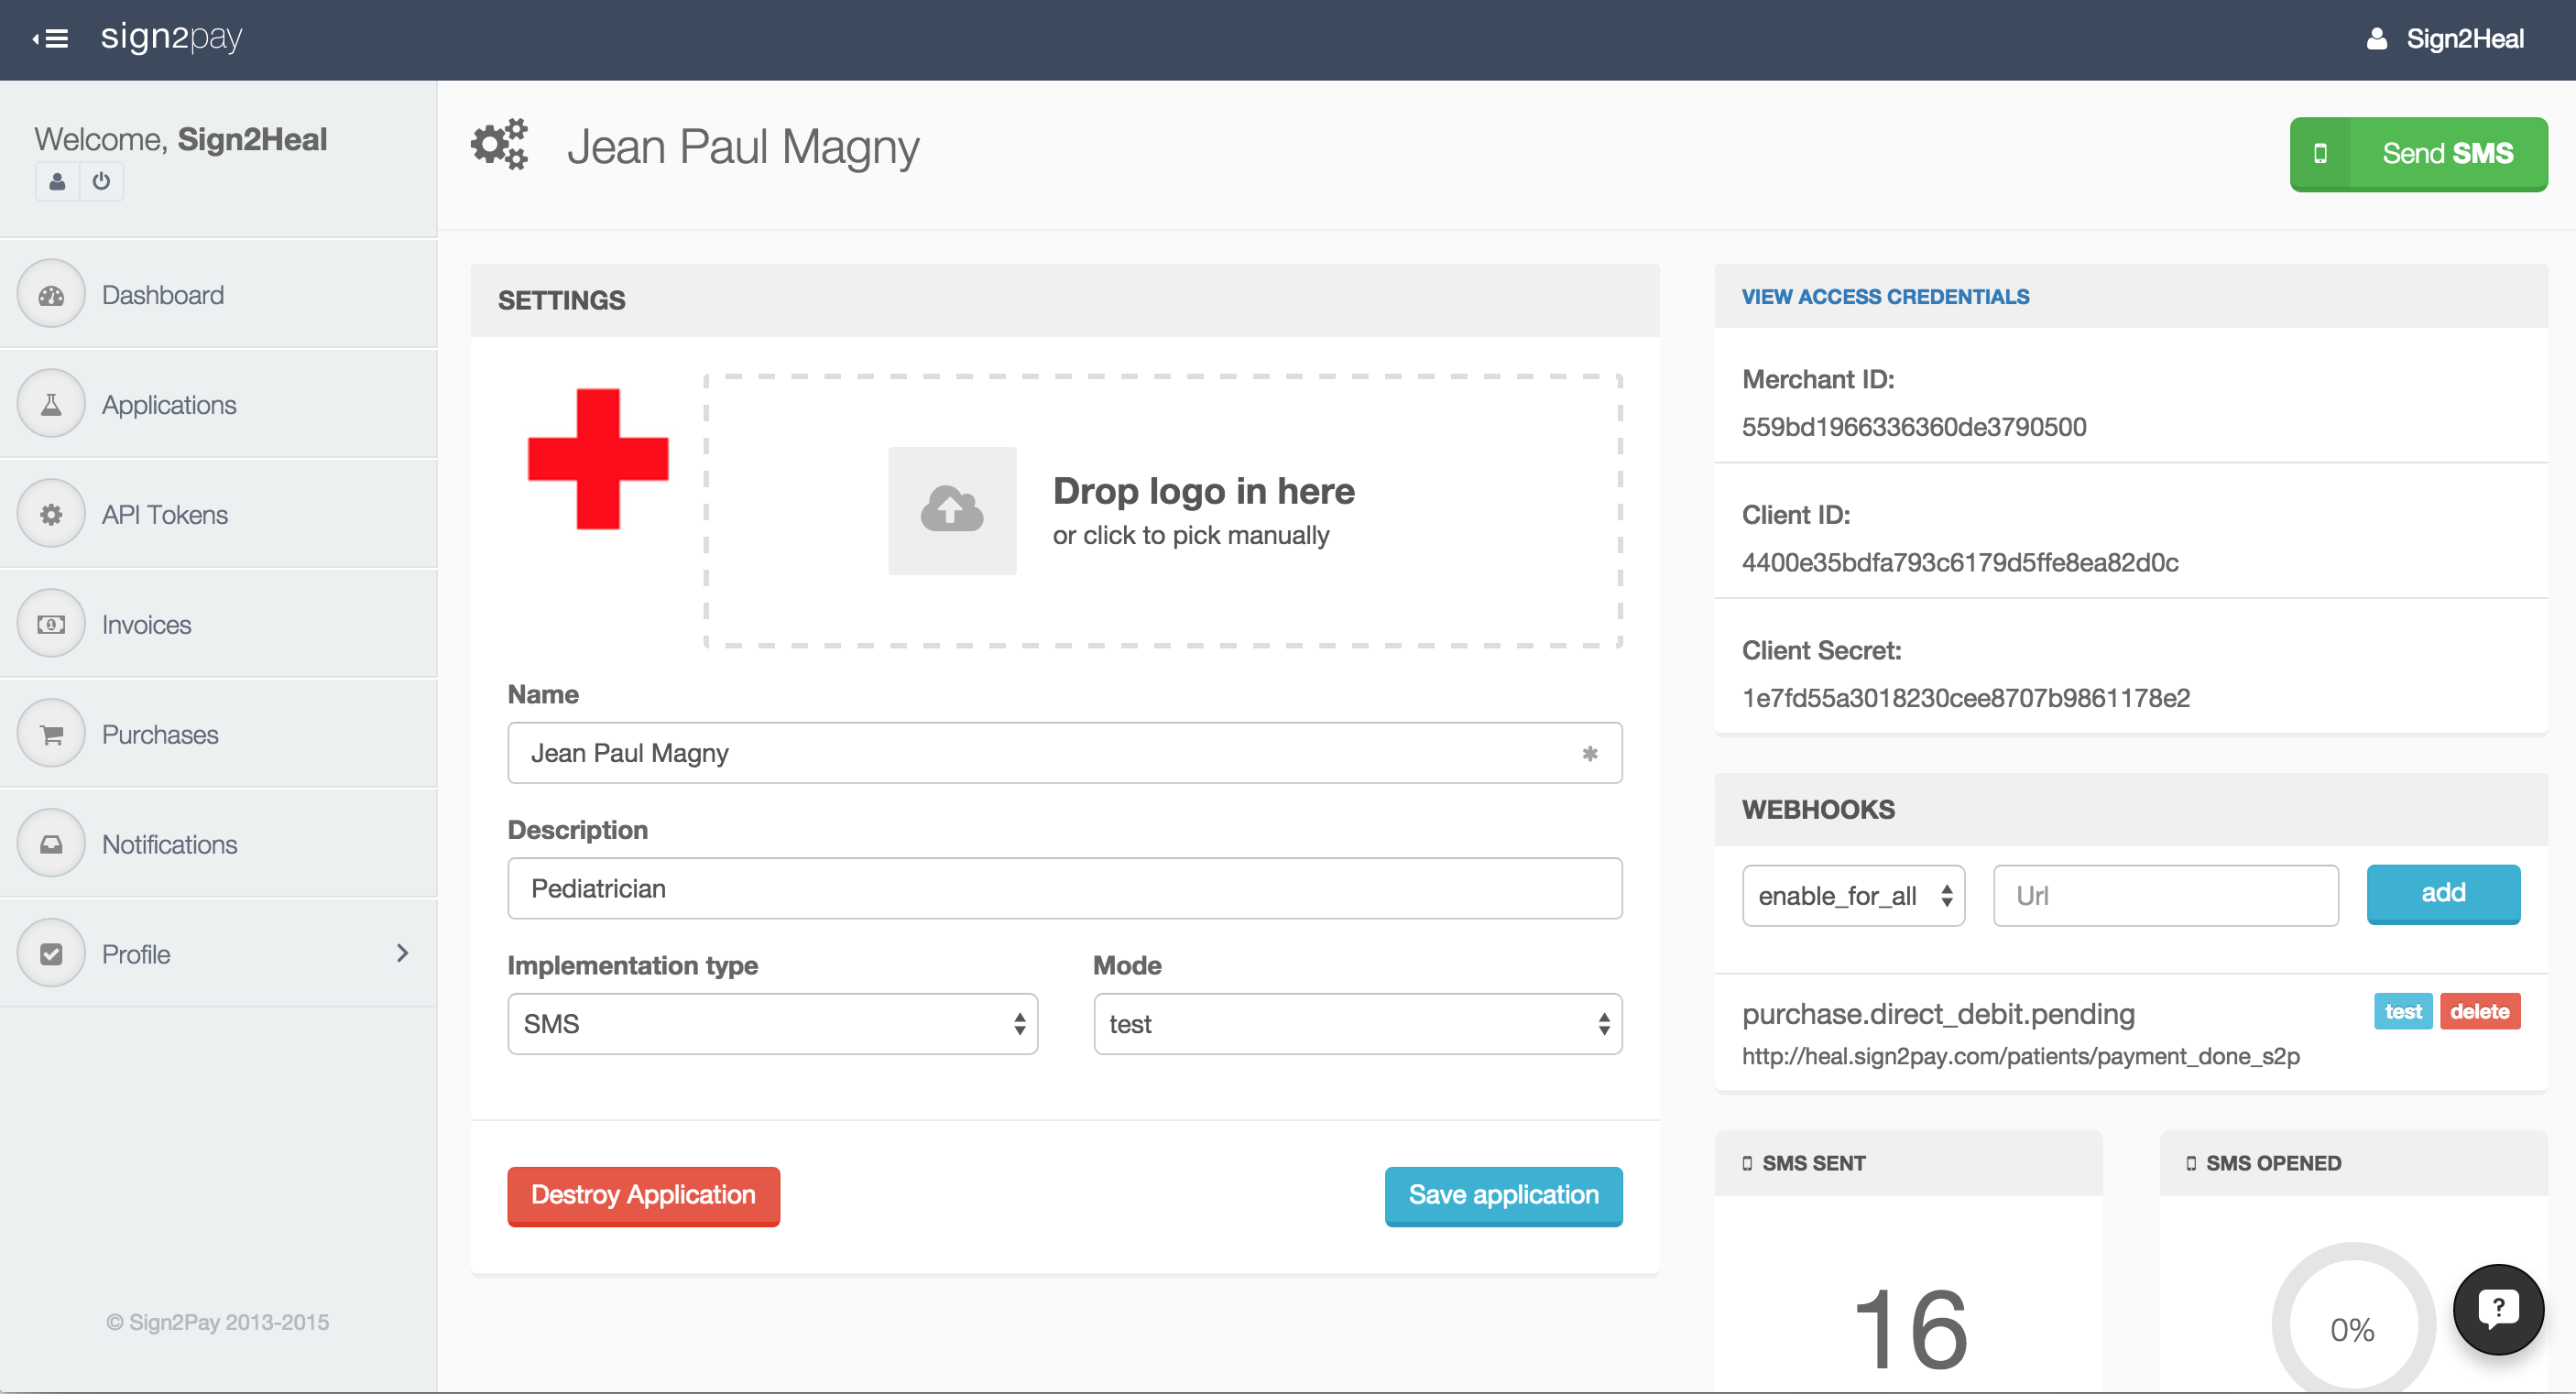 sign2pay
Sign2Heal
Welcome, Sign2Heal
Dashboard
Applications
API Tokens
Invoices
Purchases
Notifications
Profile
© Sign2Pay 2013-2015
Jean Paul Magny
Send SMS
SETTINGS
Drop logo in here
or click to pick manually
Name
Jean Paul Magny
Description
Pediatrician
Implementation type
Mode
SMS
test
Destroy Application
Save application
VIEW ACCESS CREDENTIALS
Merchant ID:
559bd1966336360de3790500
Client ID:
4400e35bdfa793c6179d5ffe8ea82d0c
Client Secret:
1e7fd55a3018230cee8707b9861178e2
WEBHOOKS
enable_for_all
Url
add
purchase.direct_debit.pending
test
delete
http://heal.sign2pay.com/patients/payment_done_s2p
SMS SENT
16
SMS OPENED
0%